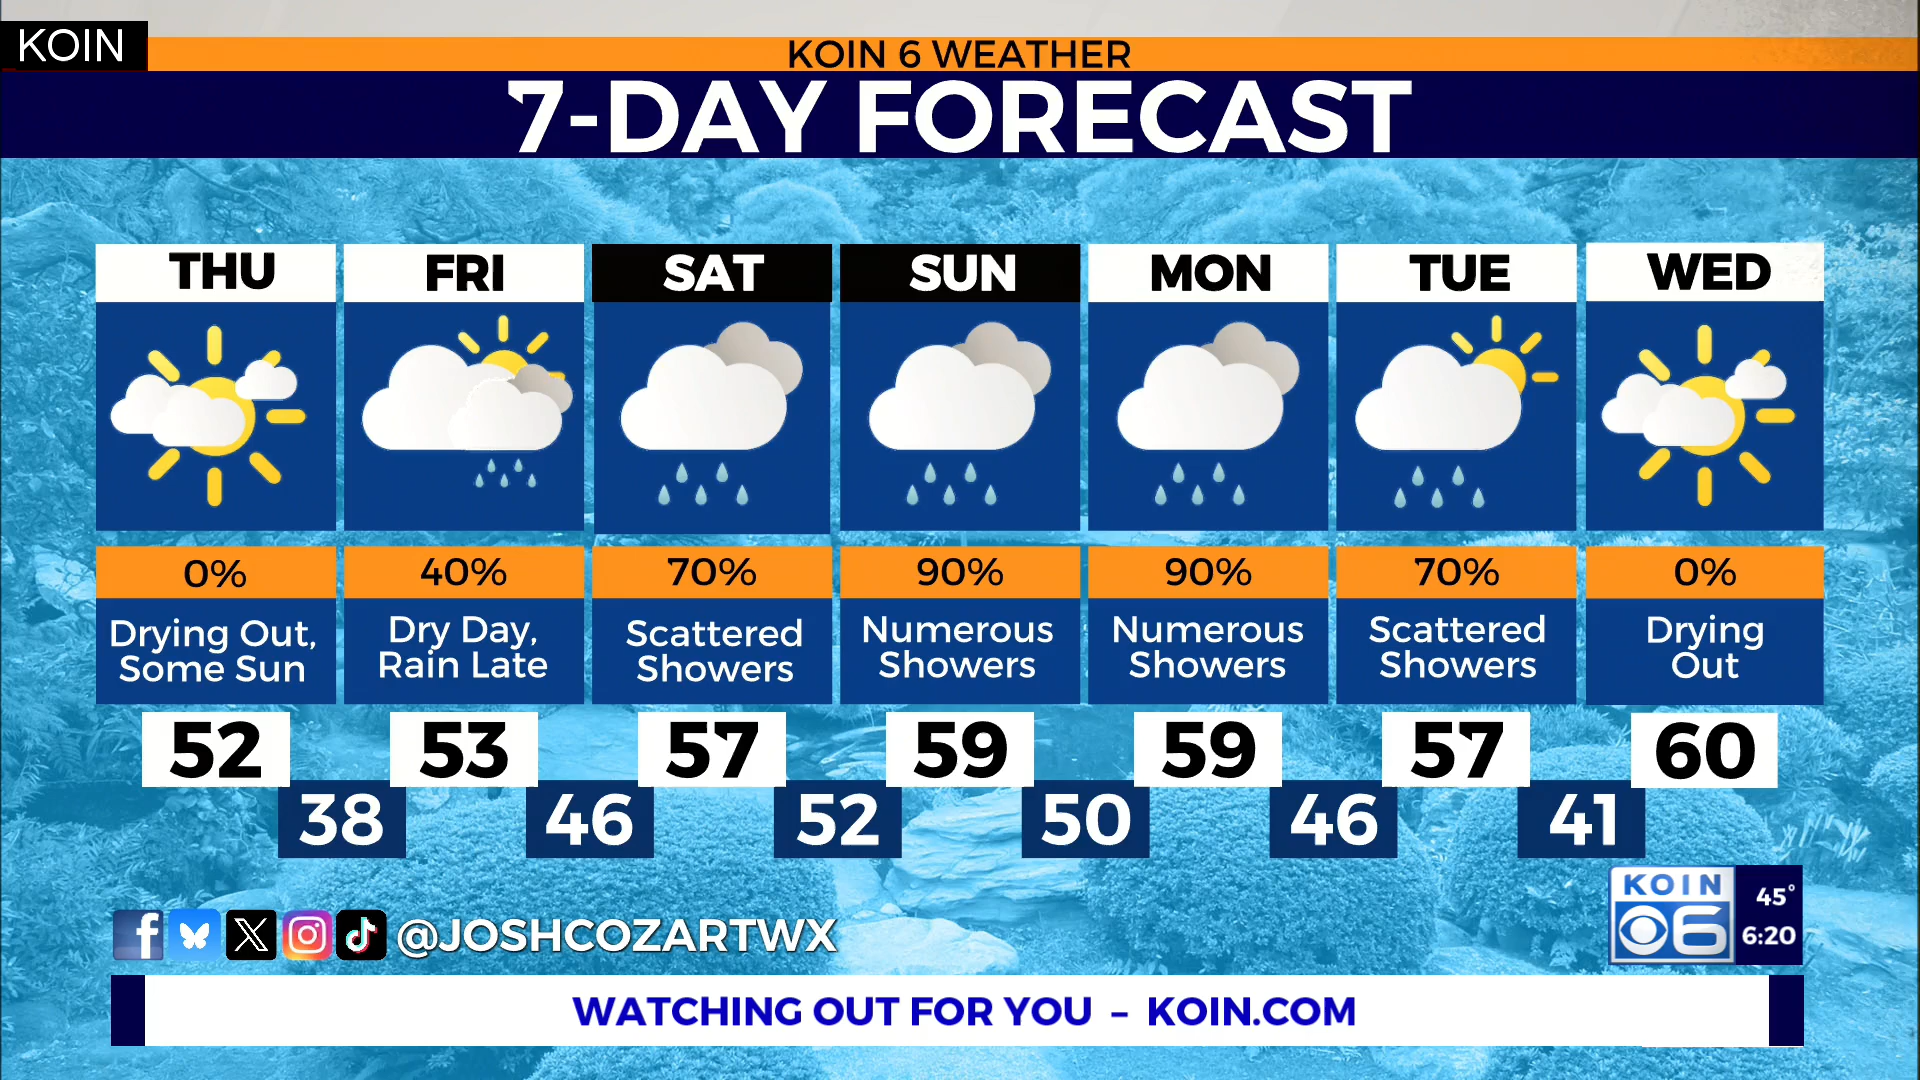 KOIN
KOIN 6 WEATHER
7-DAY FORECAST
THU FRI SAT SUN MON TUE WED
0% 40% 70% 90% 90% 70% 0%
Drying Out,
Some Sun
Dry Day,
Rain Late
Scattered
Showers
Numerous
Showers
Numerous
Showers
Scattered
Showers
Drying
Out
52 53 57 59 59 57 60
38 46 52 50 46 41
@JOSHCOZARTWX
KOIN
6
45°
6:20
WATCHING OUT FOR YOU – KOIN.COM